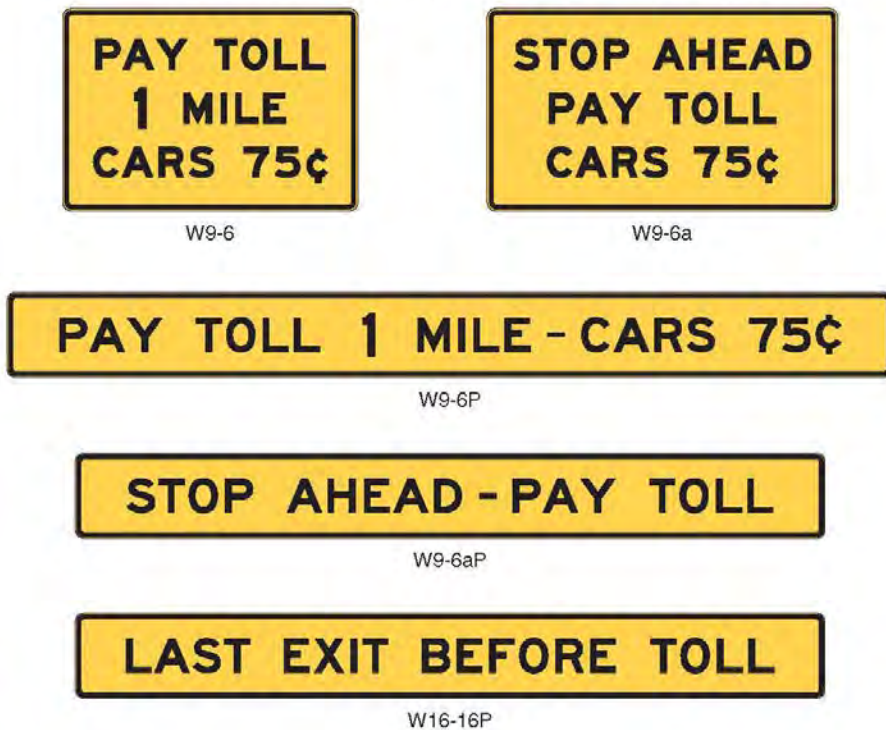 PAY TOLL
1 MILE
CARS 75¢
W9-6
STOP AHEAD
PAY TOLL
CARS 75¢
W9-6a
PAY TOLL 1 MILE - CARS 75¢
W9-6P
STOP AHEAD - PAY TOLL
W9-6aP
LAST EXIT BEFORE TOLL
W16-16P